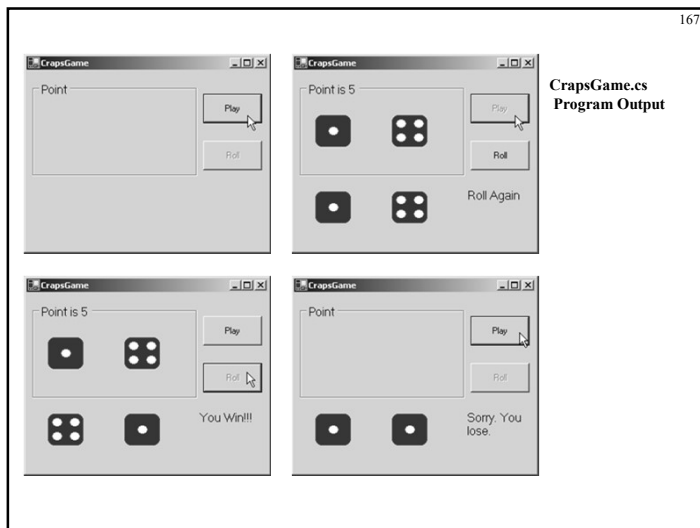 167
CrapsGame
Point
Play
Roll
CrapsGame
Point is 5
Play
Roll
Roll Again
CrapsGame.cs
Program Output
CrapsGame
Point is 5
Play
Roll
You Win!!!
CrapsGame
Point
Play
Roll
Sorry. You
lose.